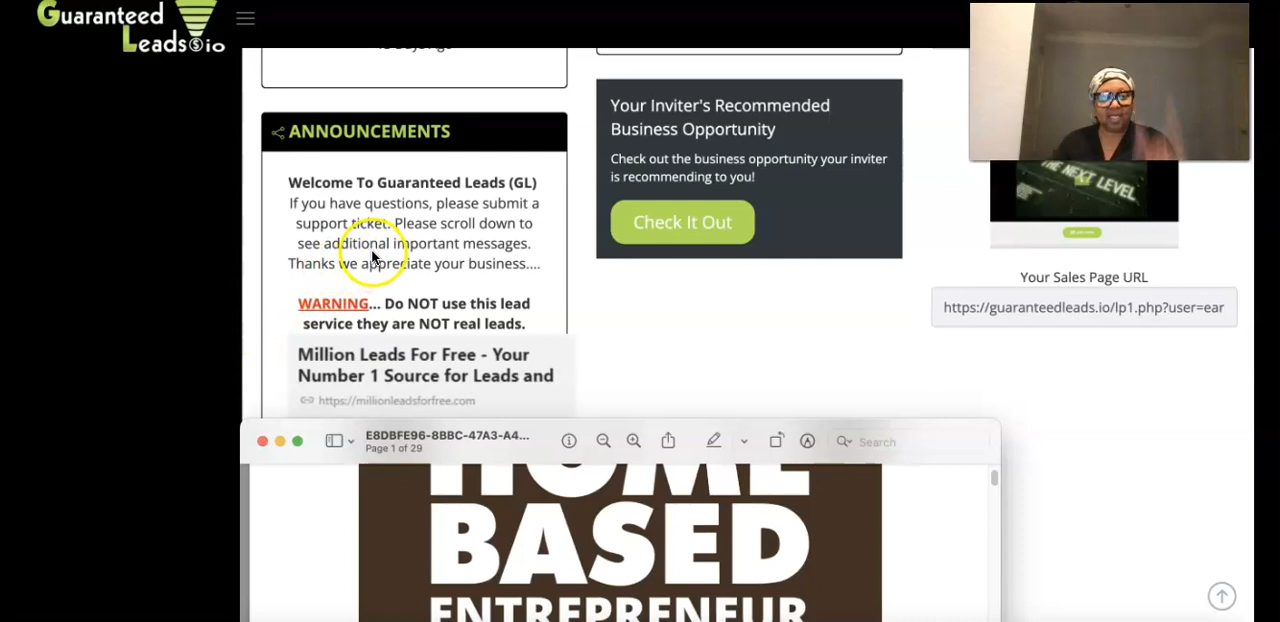 Guaranteed
Leads$io
ANNOUNCEMENTS
Welcome To Guaranteed Leads (GL)
If you have questions, please submit a
support ticket. Please scroll down to
see additional important messages.
Thanks we appreciate your business....
WARNING... Do NOT use this lead
service they are NOT real leads.
Million Leads For Free - Your
Number 1 Source for Leads and
https://millionleadsforfree.com
Your Inviter's Recommended
Business Opportunity
Check out the business opportunity your inviter
is recommending to you!
Check It Out
THE NEXT LEVEL
Your Sales Page URL
https://guaranteedleads.io/lp1.php?user=ear
E8DBFE96-8BBC-47A3-A4...
Page 1 of 29
Search
HOME
BASED
ENTREPRENEUR